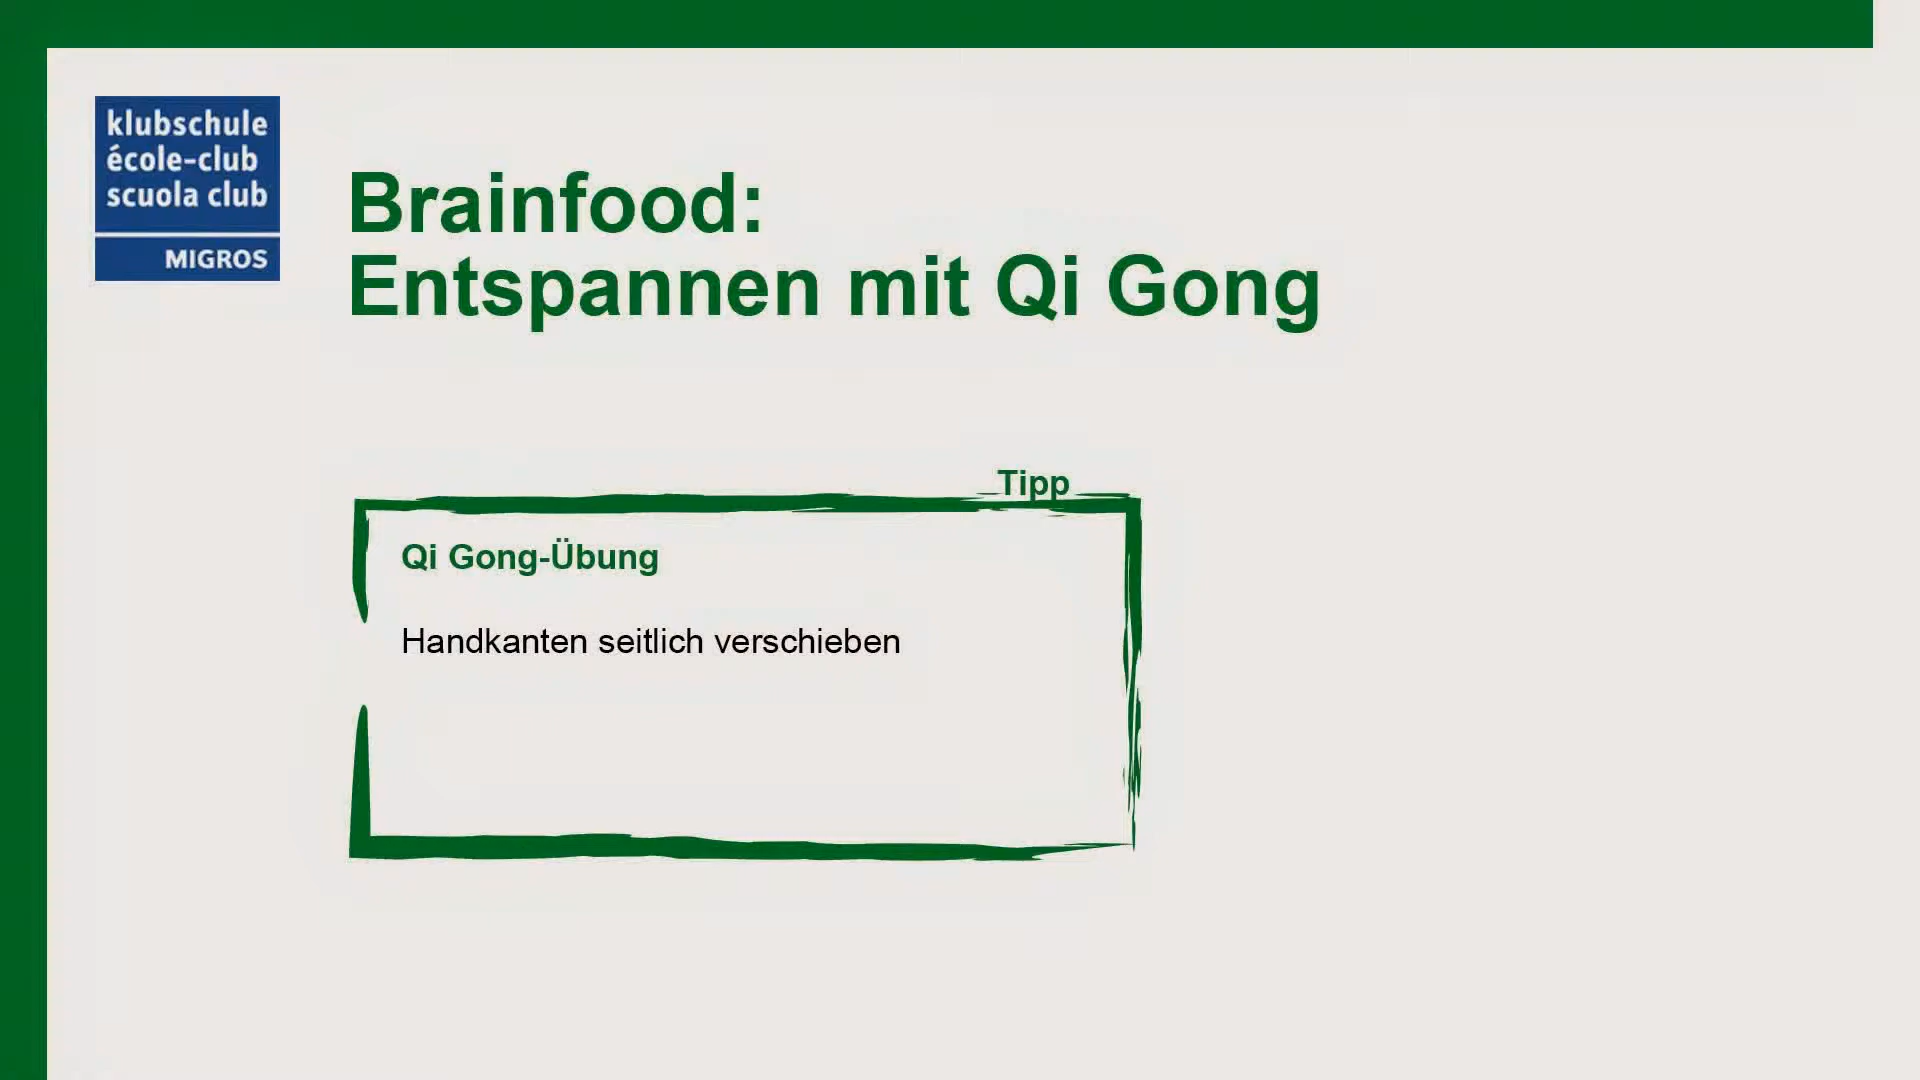 klubschule
école-club
scuola club
MIGROS
Brainfood:
Entspannen mit Qi Gong
Tipp
Qi Gong-Übung
Handkanten seitlich verschieben